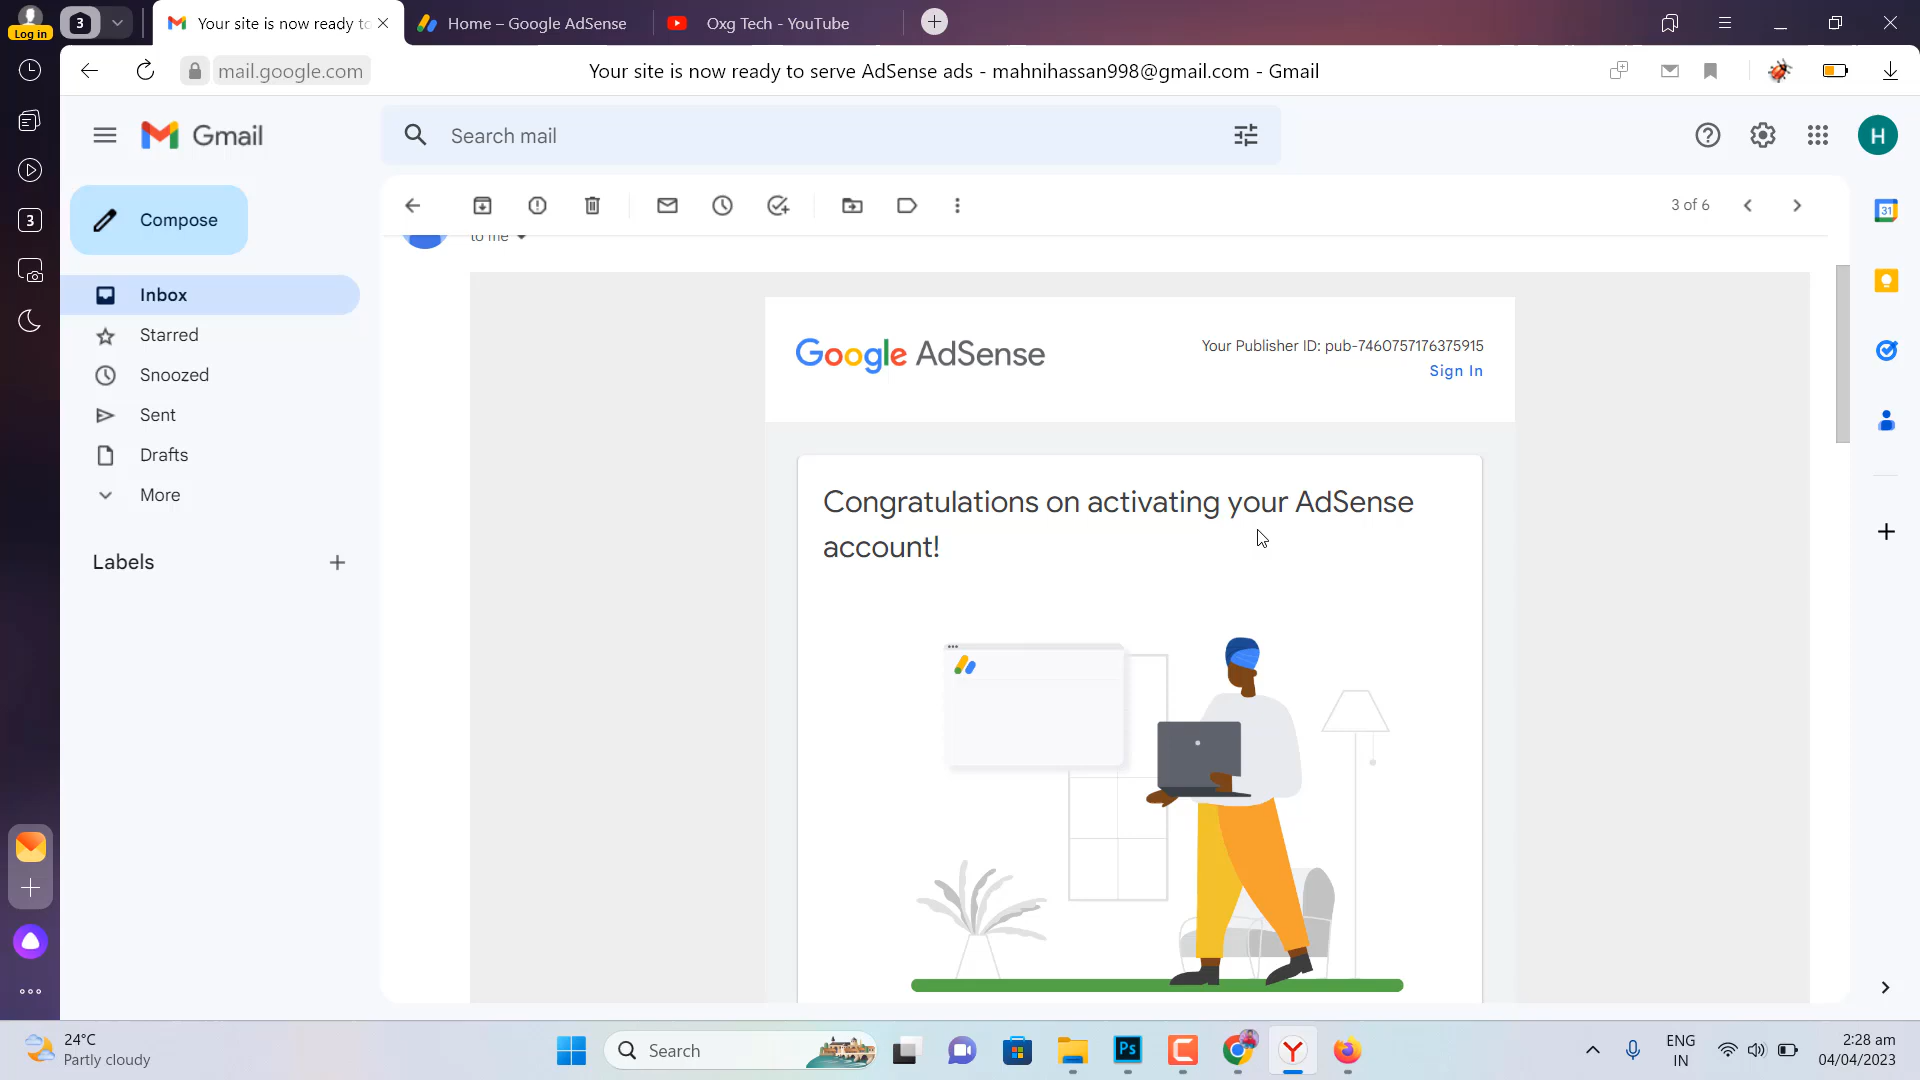 Log in
3
Your site is now ready to
Home – Google AdSense
Oxg Tech - YouTube
mail.google.com
Your site is now ready to serve AdSense ads - mahnihassan998@gmail.com - Gmail
Gmail
Search mail
H
Compose
3 of 6
to me
31
3
Inbox
Starred
Snoozed
Sent
Drafts
More
Labels
Google AdSense
Your Publisher ID: pub-7460757176375915
Sign In
Congratulations on activating your AdSense
account!
24°C
Partly cloudy
Search
Ps
ENG
IN
2:28 am
04/04/2023